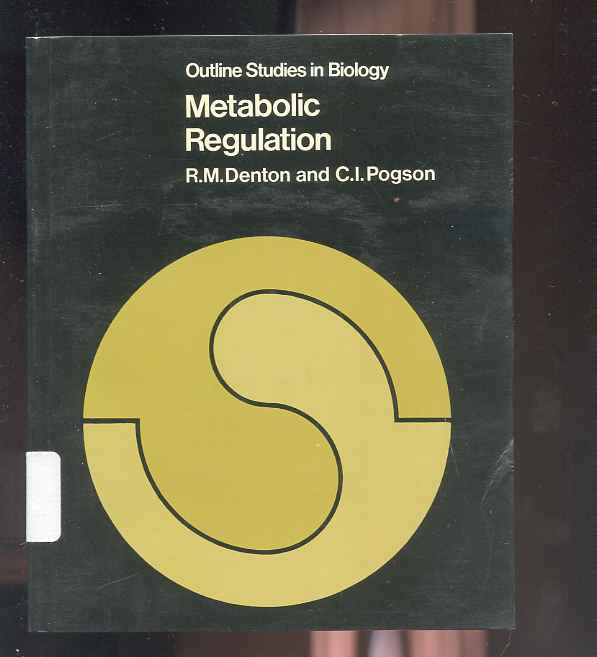 Outline Studies in Biology
Metabolic
Regulation
R.M.Denton and C.I.Pogson